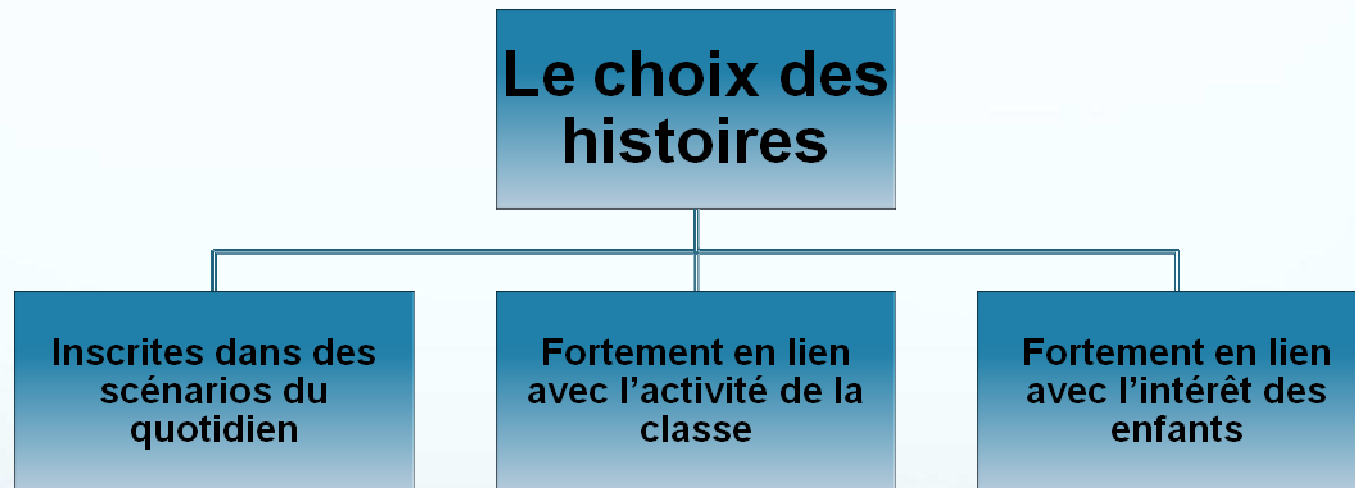 Le choix des
histoires
Inscrites dans des
scénarios du
quotidien
Fortement en lien
avec l’activité de la
classe
Fortement en lien
avec l’intérêt des
enfants